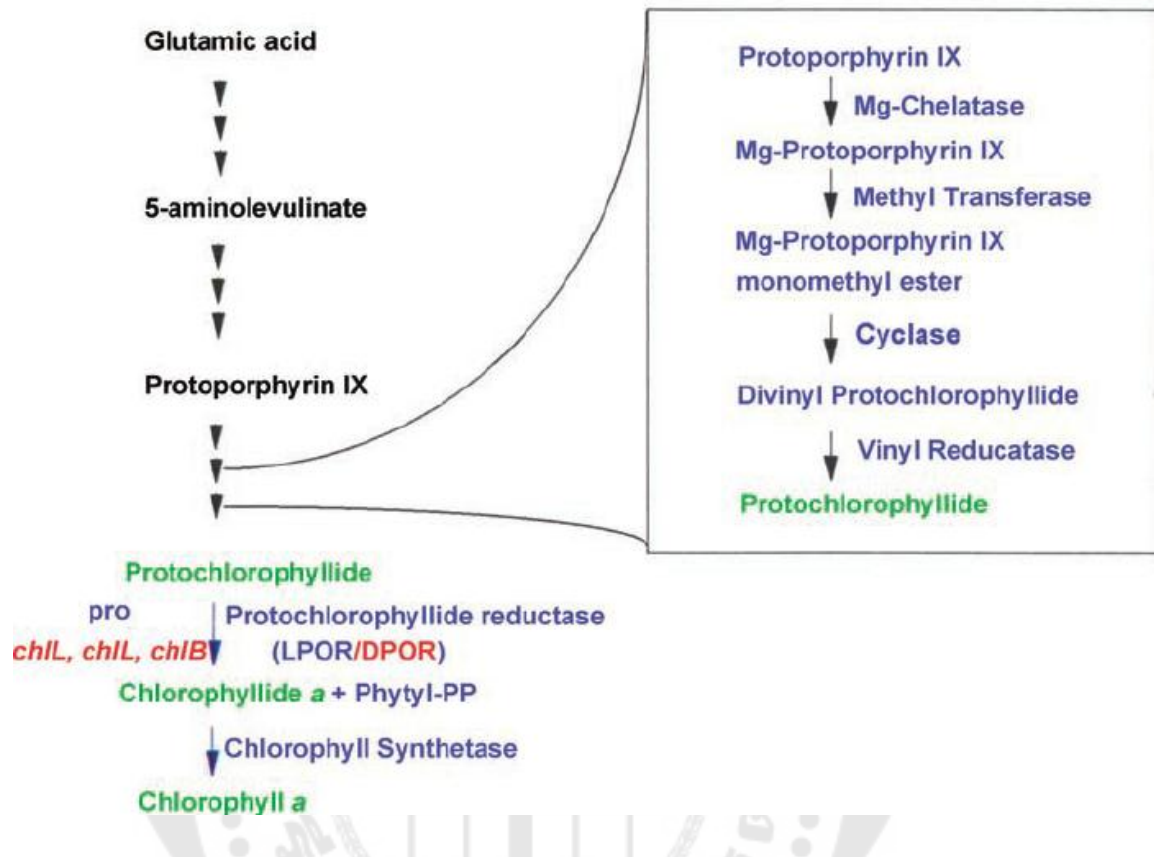 Glutamic acid
5-aminolevulinate
Protoporphyrin IX
Protochlorophyllide
pro
Protochlorophyllide reductase
chlL, chlL, chlB
(LPOR/DPOR)
Chlorophyllide a + Phytyl-PP
Chlorophyll Synthetase
Chlorophyll a
Protoporphyrin IX
Mg-Chelatase
Mg-Protoporphyrin IX
Methyl Transferase
Mg-Protoporphyrin IX
monomethyl ester
Cyclase
Divinyl Protochlorophyllide
Vinyl Reducatase
Protochlorophyllide